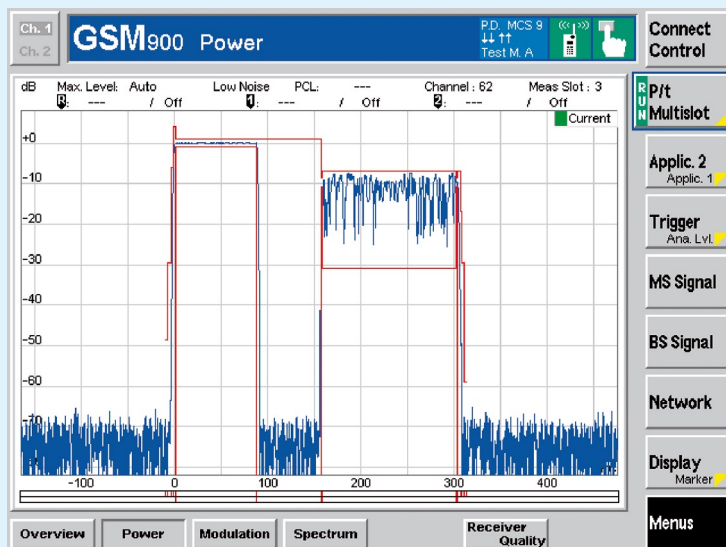 Ch. 1
Ch. 2
GSM900 Power
P.D. MCS 9
↓↓ ↑↑
Test M. A
Connect
Control
dB Max. Level: Auto Low Noise PCL: --- Channel : 62 Meas Slot : 3
R: --- / Off 1: --- / Off 2: --- / Off
Current
+0
-10
-20
-30
-40
-50
-60
-70
-100 0 100 200 300 400
RUN
P/t
Multislot
Applic. 2
Applic. 1
Trigger
Ana. Lvl.
MS Signal
BS Signal
Network
Display
Marker
Menus
Overview Power Modulation Spectrum Receiver
Quality